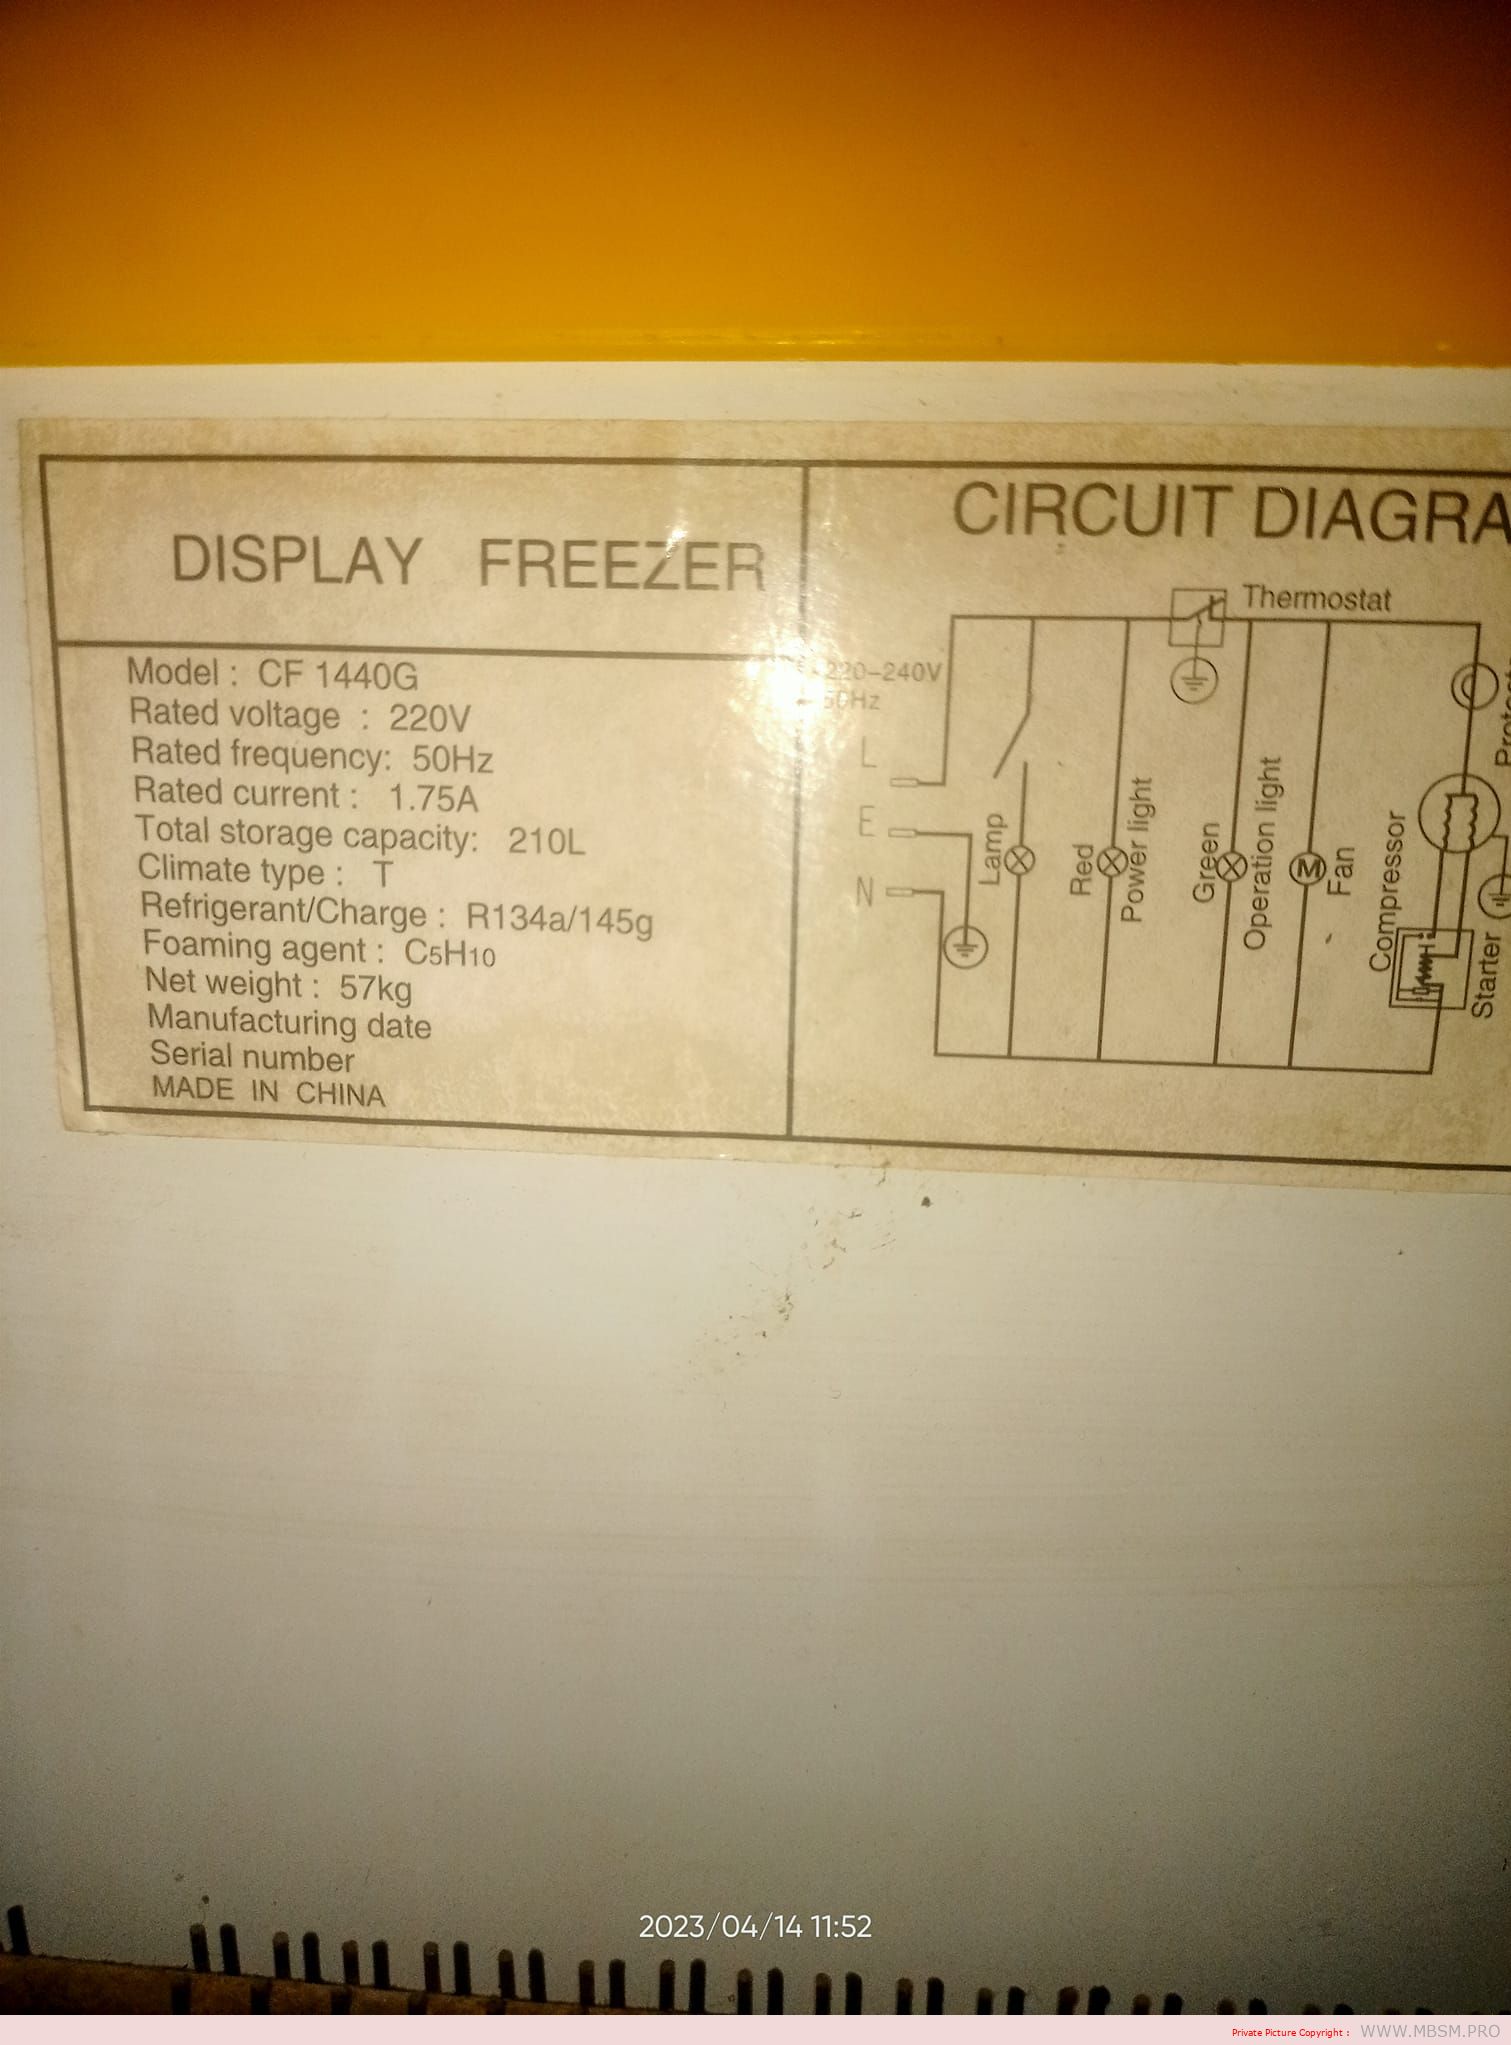 DISPLAY FREEZER
Model : CF 1440G
Rated voltage : 220V
Rated frequency: 50Hz
Rated current : 1.75A
Total storage capacity: 210L
Climate type : T
Refrigerant/Charge : R134a/145g
Foaming agent : C5H10
Net weight : 57kg
Manufacturing date
Serial number
MADE IN CHINA
CIRCUIT DIAGRA
Thermostat
220-240V
50Hz
L
E
N
Lamp
Red
Power light
Green
Operation light
M
Fan
Compressor
Starter
2023/04/14 11:52
Private Picture Copyright : WWW.MBSM.PRO